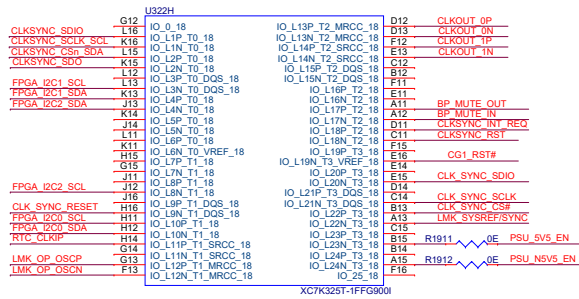 U322H
G12 IO_0_18 IO_L13P_T2_MRCC_18 D12 CLKOUT_0P
CLKSYNC_SDIO L16 IO_L1P_T0_18 IO_L13N_T2_MRCC_18 D13 CLKOUT_0N
CLKSYNC_SCLK_SCL K16 IO_L1N_T0_18 IO_L14P_T2_SRCC_18 F12 CLKOUT_1P
CLKSYNC_CSn_SDA L15 IO_L2P_T0_18 IO_L14N_T2_SRCC_18 E13 CLKOUT_1N
CLKSYNC_SDO K15 IO_L2N_T0_18 IO_L15P_T2_DQS_18 C12
L12 IO_L3P_T0_DQS_18 IO_L15N_T2_DQS_18 B12
FPGA_I2C1_SCL L13 IO_L3N_T0_DQS_18 IO_L16P_T2_18 F11
FPGA_I2C1_SDA K13 IO_L4P_T0_18 IO_L16N_T2_18 E11
FPGA_I2C2_SDA J13 IO_L4N_T0_18 IO_L17P_T2_18 A11 BP_MUTE_OUT
K14 IO_L5P_T0_18 IO_L17N_T2_18 A12 BP_MUTE_IN
J14 IO_L5N_T0_18 IO_L18P_T2_18 D11 CLKSYNC_INT_REQ
L11 IO_L6P_T0_18 IO_L18N_T2_18 C11 CLKSYNC_RST
K11 IO_L6N_T0_VREF_18 IO_L19P_T3_18 F15
H15 IO_L7P_T1_18 IO_L19N_T3_VREF_18 E16 CG1_RST#
G15 IO_L7N_T1_18 IO_L20P_T3_18 E14
J11 IO_L8P_T1_18 IO_L20N_T3_18 E15 CLK_SYNC_SDIO
FPGA_I2C2_SCL J12 IO_L8N_T1_18 IO_L21P_T3_DQS_18 D14
J16 IO_L9P_T1_DQS_18 IO_L21N_T3_DQS_18 C14 CLK_SYNC_SCLK
CLK_SYNC_RESET H16 IO_L9N_T1_DQS_18 IO_L22P_T3_18 B13 CLK_SYNC_CS#
FPGA_I2C0_SCL H11 IO_L10P_T1_18 IO_L22N_T3_18 A13 LMK_SYSREF/SYNC
FPGA_I2C0_SDA H12 IO_L10N_T1_18 IO_L23P_T3_18 C15
RTC_CLKIP H14 IO_L11P_T1_SRCC_18 IO_L23N_T3_18 B15 R1911 0E PSU_5V5_EN
G14 IO_L11N_T1_SRCC_18 IO_L24P_T3_18 B14
LMK_OP_OSCP G13 IO_L12P_T1_MRCC_18 IO_L24N_T3_18 A15 R1912 0E PSU_N5V5_EN
LMK_OP_OSCN F13 IO_L12N_T1_MRCC_18 IO_25_18 F16
XC7K325T-1FFG900I